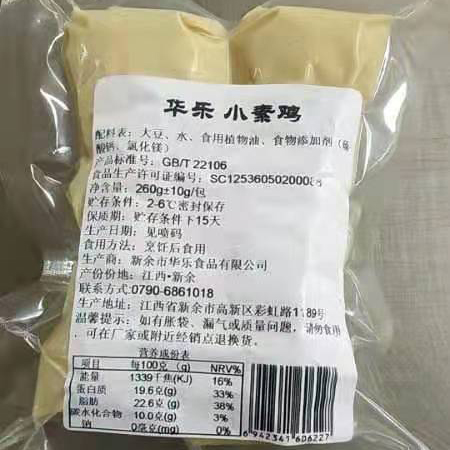 华乐 小素鸡
配料表: 大豆、水、食用植物油、食物添加剂（硫
酸钙、氯化镁）
产品标准号: GB/T 22106
食品生产许可证编号: SC1253605020008
净含量: 260g±10g/包
贮存条件: 2-6℃密封保存
保质期: 贮存条件下15天
生产日期: 见喷码
食用方法: 烹饪后食用
生产商: 新余市华乐食品有限公司
产份份地: 江西·新余
联系方式:0790-6861018
生产地址: 江西省新余市高新区彩虹路1189号
温馨提示: 如有胀袋、漏气或质量问题, 请勿食用
, 可在厂家或附近经销点退换货.
营养成份表
项目 每100克 (g) NRV%
能量 1339千焦(KJ) 16%
蛋白质 19.6克(g) 33%
脂肪 22.6克(g) 38%
碳水化合物 10.0克(g) 3%
钠 0毫克(mg) 0%
6942341606227